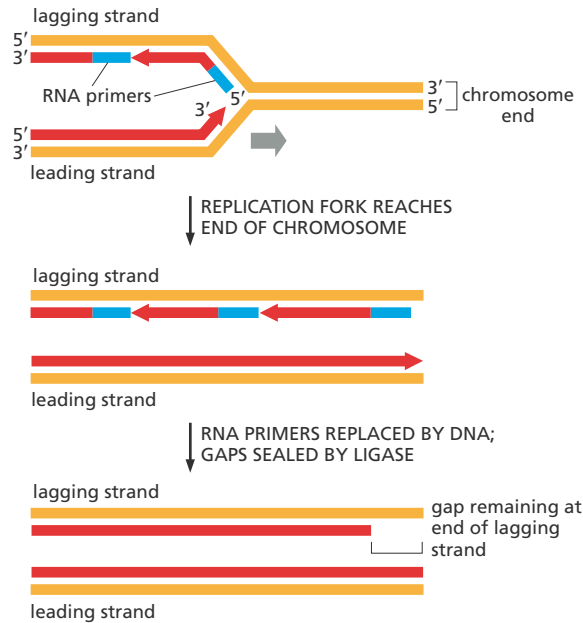 lagging strand
5′
3′
RNA primers
5′
3′
3′
5′
chromosome
end
5′
3′
leading strand
REPLICATION FORK REACHES
END OF CHROMOSOME
lagging strand
leading strand
RNA PRIMERS REPLACED BY DNA;
GAPS SEALED BY LIGASE
lagging strand
gap remaining at
end of lagging
strand
leading strand